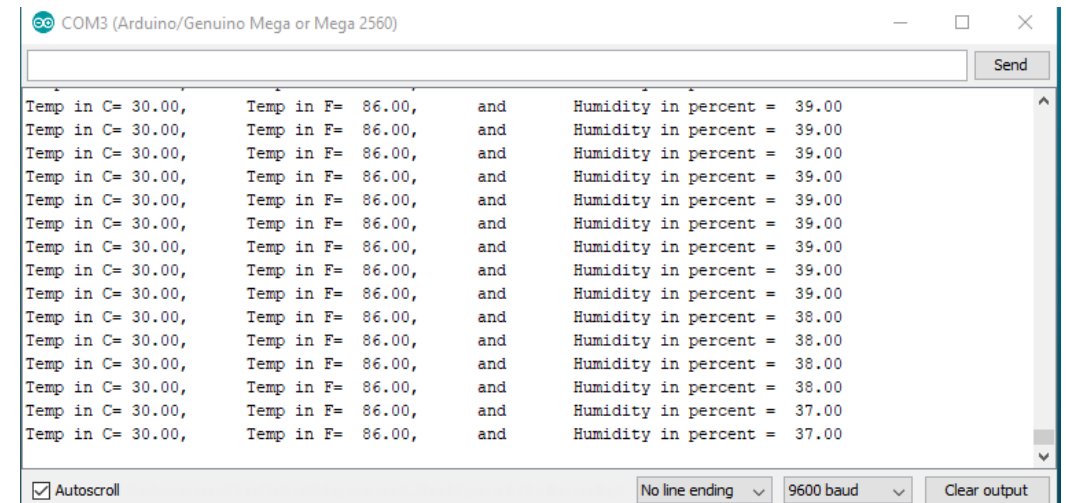 COM3 (Arduino/Genuino Mega or Mega 2560)
Send
Temp in C= 30.00, Temp in F= 86.00, and Humidity in percent = 39.00
Temp in C= 30.00, Temp in F= 86.00, and Humidity in percent = 39.00
Temp in C= 30.00, Temp in F= 86.00, and Humidity in percent = 39.00
Temp in C= 30.00, Temp in F= 86.00, and Humidity in percent = 39.00
Temp in C= 30.00, Temp in F= 86.00, and Humidity in percent = 39.00
Temp in C= 30.00, Temp in F= 86.00, and Humidity in percent = 39.00
Temp in C= 30.00, Temp in F= 86.00, and Humidity in percent = 39.00
Temp in C= 30.00, Temp in F= 86.00, and Humidity in percent = 39.00
Temp in C= 30.00, Temp in F= 86.00, and Humidity in percent = 39.00
Temp in C= 30.00, Temp in F= 86.00, and Humidity in percent = 38.00
Temp in C= 30.00, Temp in F= 86.00, and Humidity in percent = 38.00
Temp in C= 30.00, Temp in F= 86.00, and Humidity in percent = 38.00
Temp in C= 30.00, Temp in F= 86.00, and Humidity in percent = 38.00
Temp in C= 30.00, Temp in F= 86.00, and Humidity in percent = 37.00
Temp in C= 30.00, Temp in F= 86.00, and Humidity in percent = 37.00
Autoscroll No line ending 9600 baud Clear output